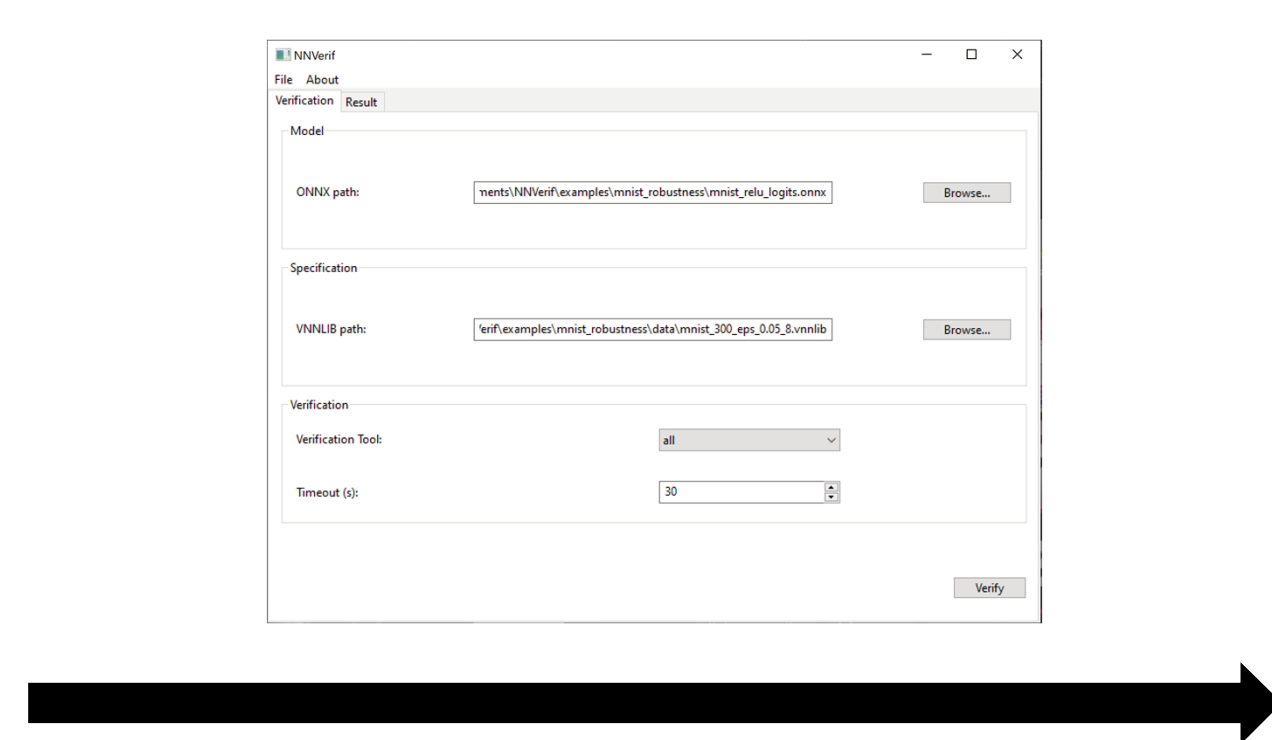 NNVerif
File About
Verification Result
Model
ONNX path: ments\NNVerif\examples\mnist_robustness\mnist_relu_logits.onnx Browse...
Specification
VNNLIB path: 'erif\examples\mnist_robustness\data\mnist_300_eps_0.05_8.vnnlib Browse...
Verification
Verification Tool: all
Timeout (s): 30
Verify